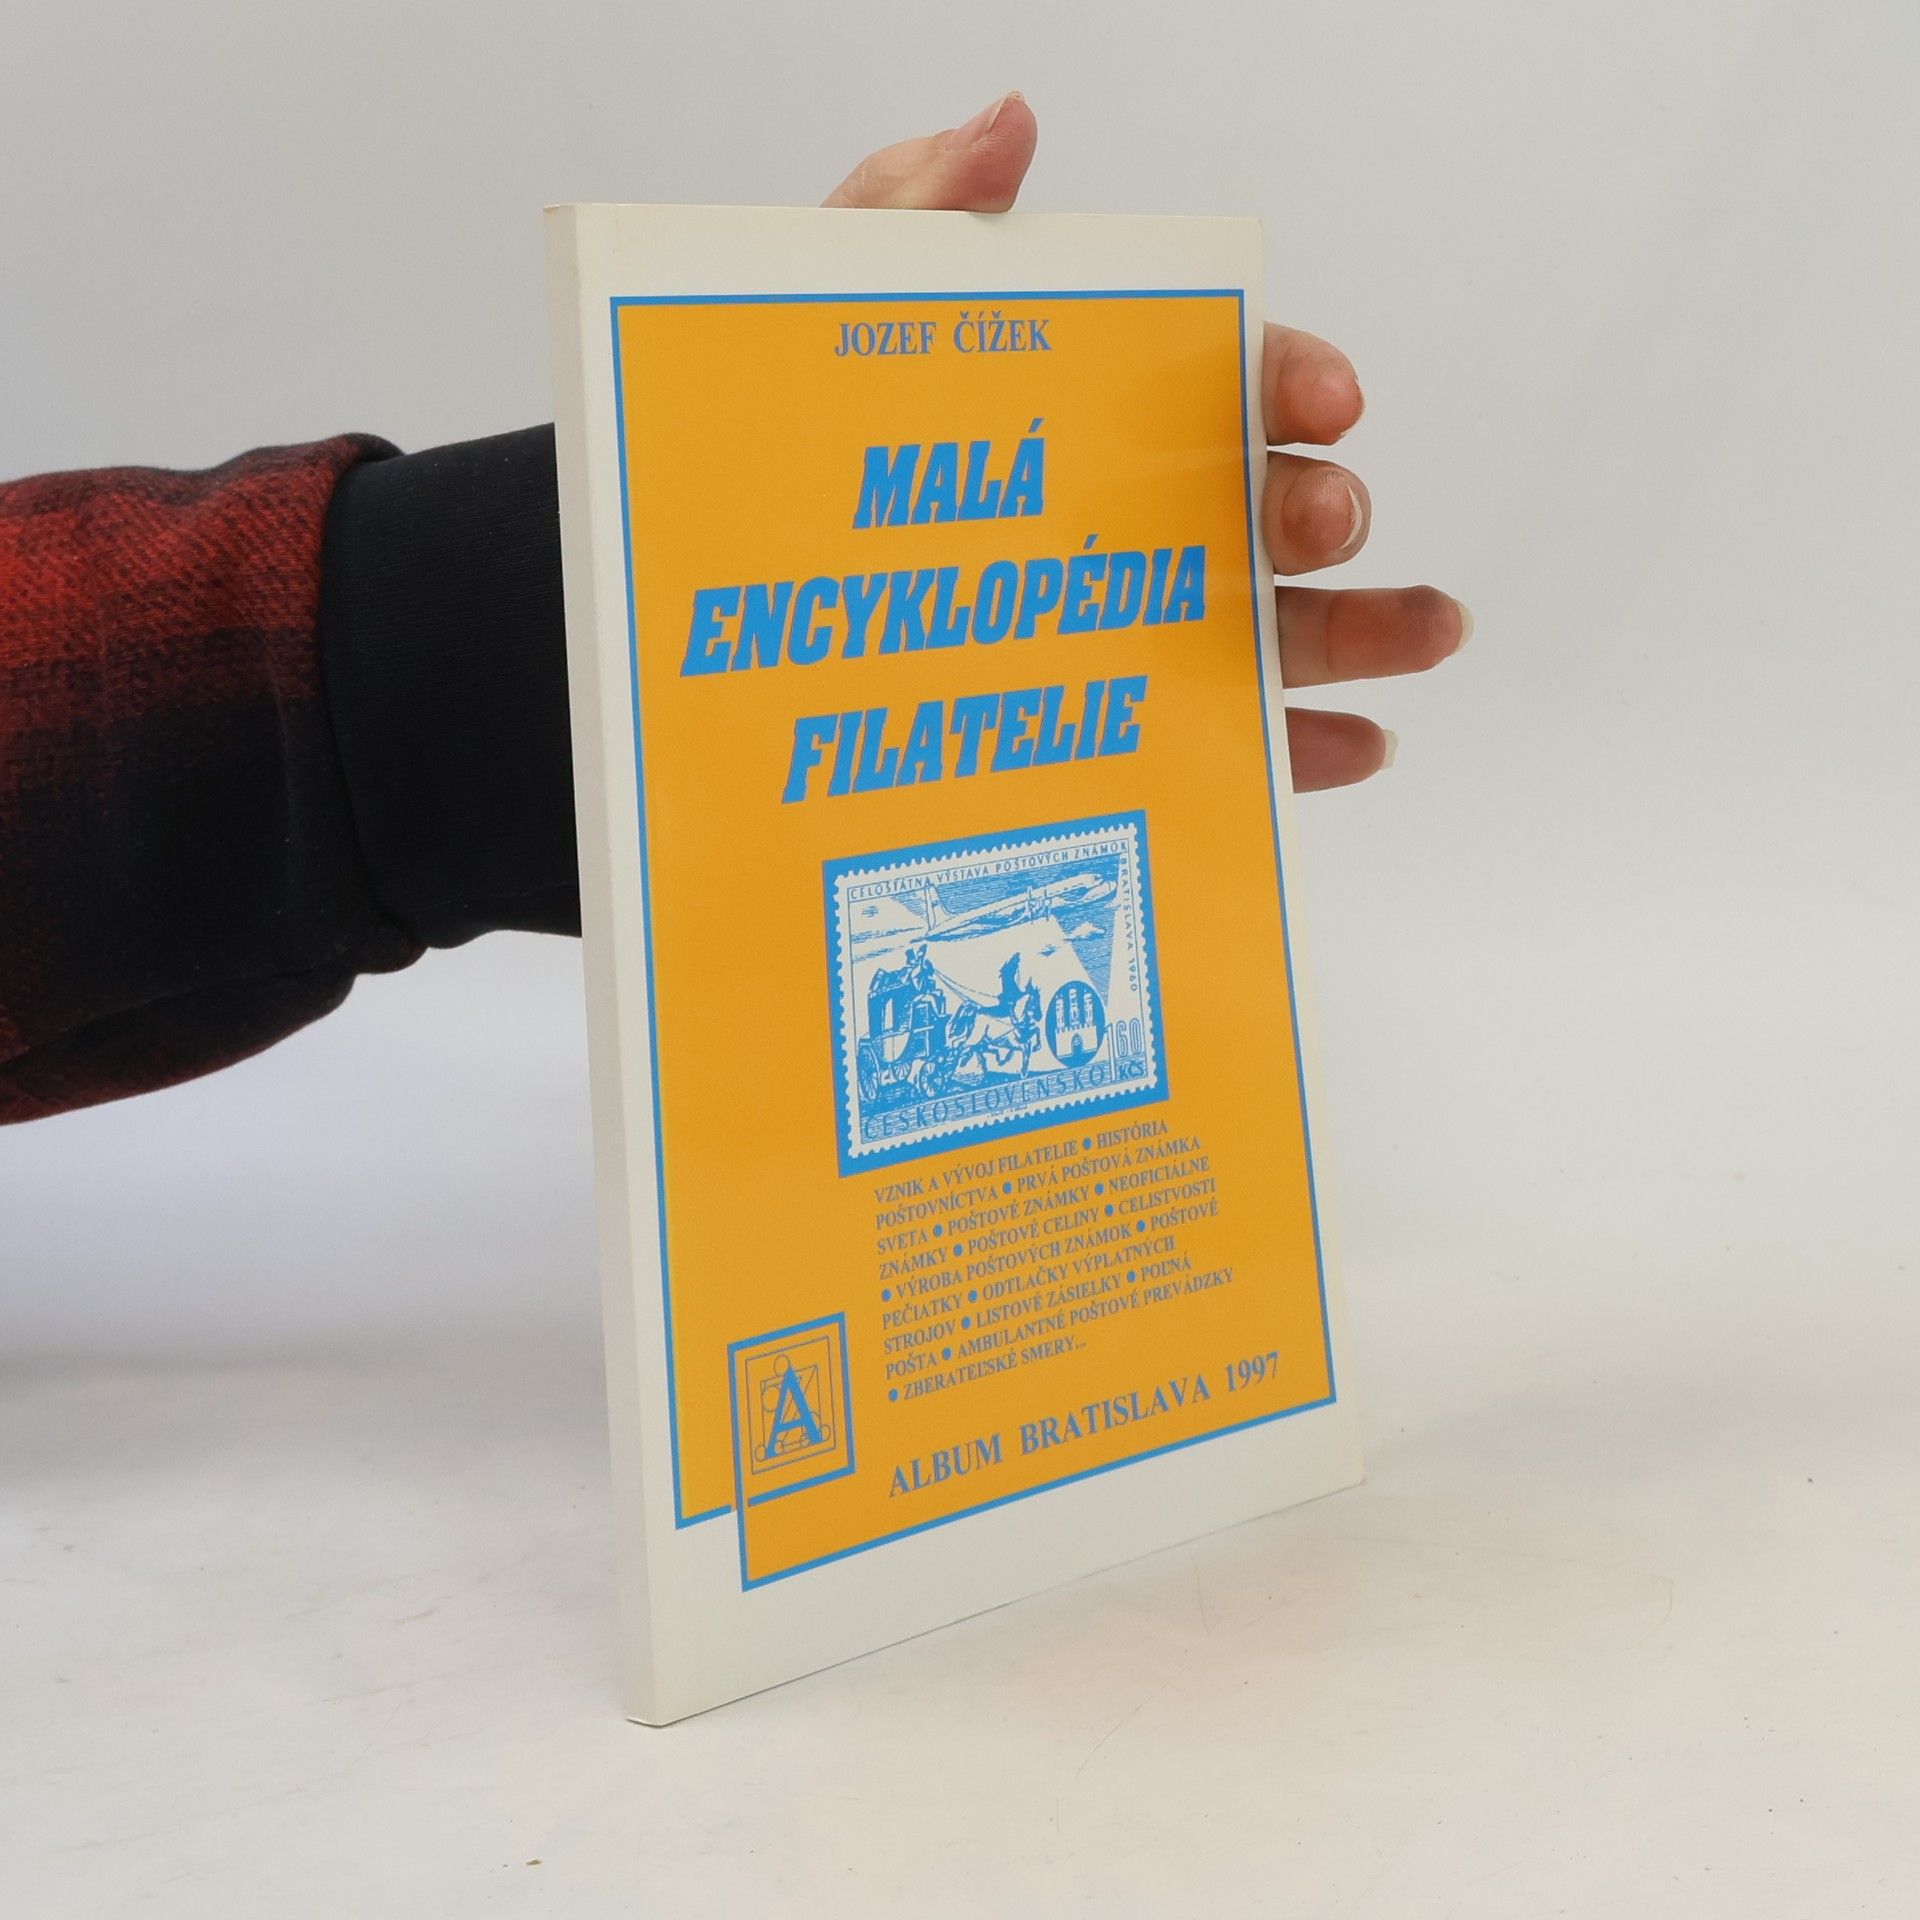 JOZEF ČÍŽEK
MALÁ
ENCYKLOPÉDIA
FILATELIE
CELOŠTÁTNA VÝSTAVA POŠTOVÝCH ZNÁMOK
BRATISLAVA 1960
1 60
KČS
ČESKOSLOVENSKO
VZNIK A VÝVOJ FILATELIE ● HISTÓRIA
POŠTOVNÍCTVA ● PRVÁ POŠTOVÁ ZNÁMKA
SVETA ● POŠTOVÉ ZNÁMKY ● NEOFICIÁLNE
ZNÁMKY ● POŠTOVÉ CELINY ● CELISTVOSTI
● VÝROBA POŠTOVÝCH ZNÁMOK ● POŠTOVÉ
PEČIATKY ● ODTLAČKY VÝPLATNÝCH
STROJOV ● LISTOVÉ ZÁSIELKY ● POĽNÁ
POŠTA ● AMBULANTNÉ POŠTOVÉ PREVÁDZKY
● ZBERATEĽSKÉ SMERY...
A
ALBUM BRATISLAVA 1997